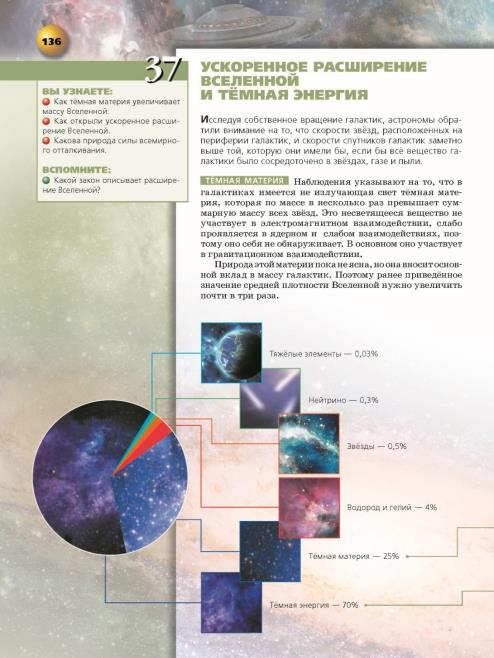 136
37
УСКОРЕННОЕ РАСШИРЕНИЕ
ВСЕЛЕННОЙ
И ТЁМНАЯ ЭНЕРГИЯ
ВЫ УЗНАЕТЕ:
Как тёмная материя увеличивает
массу Вселенной.
Как открыли ускоренное расши-
рение Вселенной.
Какова природа силы всемирно-
го отталкивания.
ВСПОМНИТЕ:
Какой закон описывает расшире-
ние Вселенной?
Исследуя собственное вращение галактик, астрономы обра-
тили внимание на то, что скорости звёзд, расположенных на
периферии галактик, и скорости спутников галактик заметно
выше той, которую они имели бы, если бы всё вещество га-
лактики было сосредоточено в звёздах, газе и пыли.
ТЁМНАЯ МАТЕРИЯ Наблюдения указывают на то, что в
галактиках имеется не излучающая свет тёмная мате-
рия, которая по массе в несколько раз превышает сум-
марную массу всех звёзд. Это несветящееся вещество не
участвует в электромагнитном взаимодействии, слабо
проявляется в ядерном и слабом взаимодействиях, поэ-
тому оно себя не обнаруживает. В основном оно участвует
в гравитационном взаимодействии.
Природа этой материи пока не ясна, но она вносит основ-
ной вклад в массу галактик. Поэтому ранее приведённое
значение средней плотности Вселенной нужно увеличить
почти в три раза.
Тяжёлые элементы — 0,03%
Нейтрино — 0,3%
Звёзды — 0,5%
Водород и гелий — 4%
Тёмная материя — 25%
Тёмная энергия — 70%